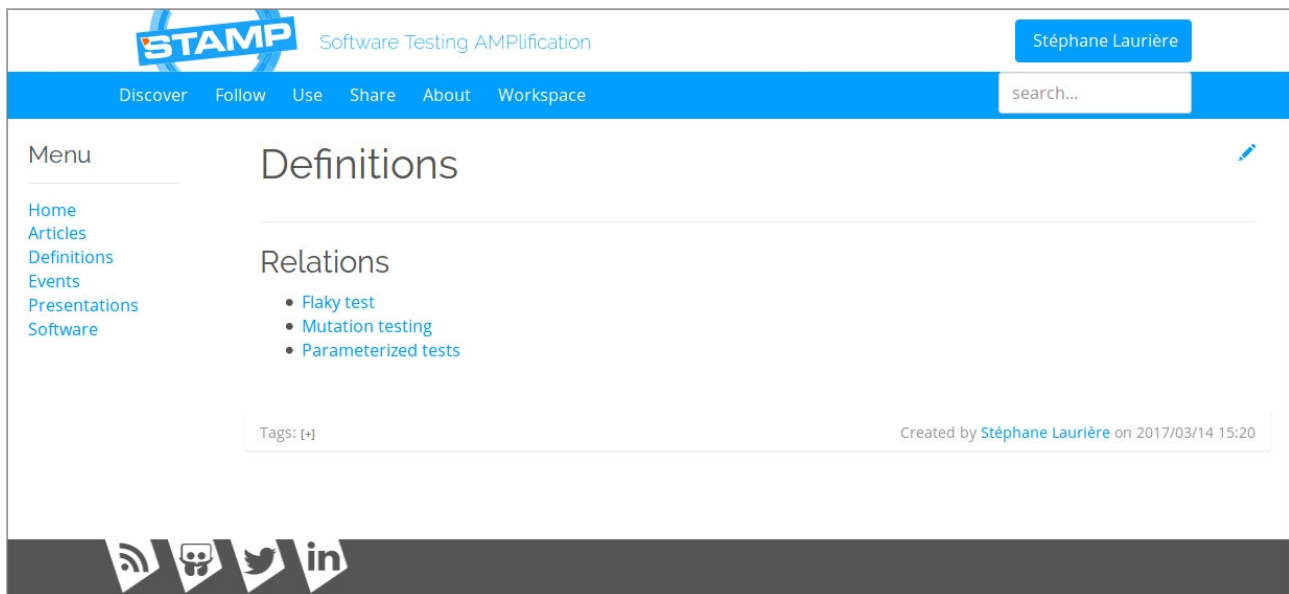 STAMP Software Testing AMPlification
Stéphane Laurière
Discover Follow Use Share About Workspace
search...
Menu
Home
Articles
Definitions
Events
Presentations
Software
Definitions
Relations
Flaky test
Mutation testing
Parameterized tests
Tags: [+]
Created by Stéphane Laurière on 2017/03/14 15:20
in